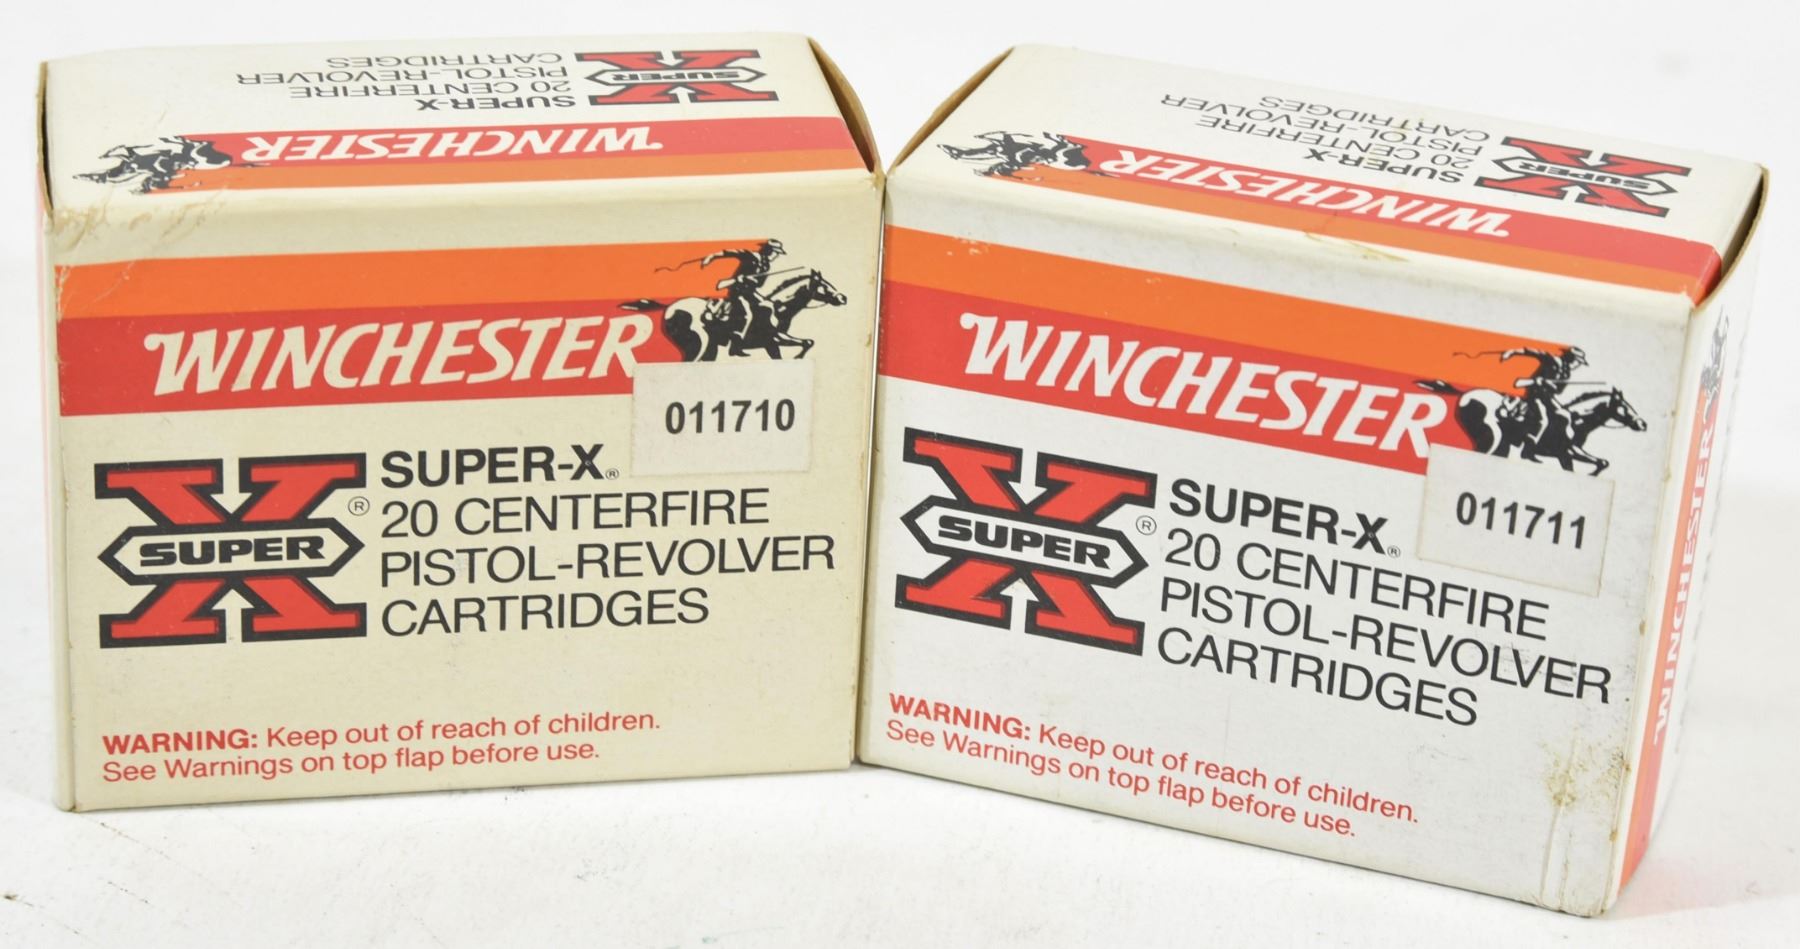 SUPER-X
20 CENTERFIRE
PISTOL-REVOLVER
CARTRIDGES
SUPER X
WINCHESTER
WINCHESTER
011710
SUPER X ®
SUPER-X®
20 CENTERFIRE
PISTOL-REVOLVER
CARTRIDGES
WARNING: Keep out of reach of children.
See Warnings on top flap before use.
SUPER-X
20 CENTERFIRE
PISTOL-REVOLVER
CARTRIDGES
SUPER X
WINCHESTER
WINCHESTER
011711
SUPER X ®
SUPER-X®
20 CENTERFIRE
PISTOL-REVOLVER
CARTRIDGES
WARNING: Keep out of reach of children.
See Warnings on top flap before use.
WINCHESTER